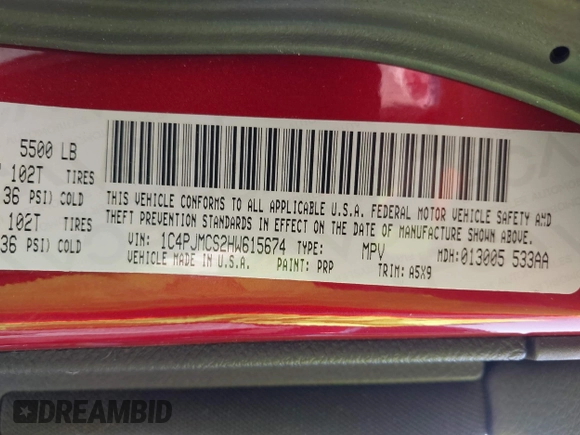 5500 LB
102T TIRES
36 PSI) COLD
102T TIRES
36 PSI) COLD
THIS VEHICLE CONFORMS TO ALL APPLICABLE U.S.A. FEDERAL MOTOR VEHICLE SAFETY AND
THEFT PREVENTION STANDARDS IN EFFECT ON THE DATE OF MANUFACTURE SHOWN ABOVE.
VIN: 1C4PJMCS2HW615674 TYPE: MPV MDH: 013005 533AA
VEHICLE MADE IN U.S.A. PAINT: PRP TRIM: A5X9
DREAMBID